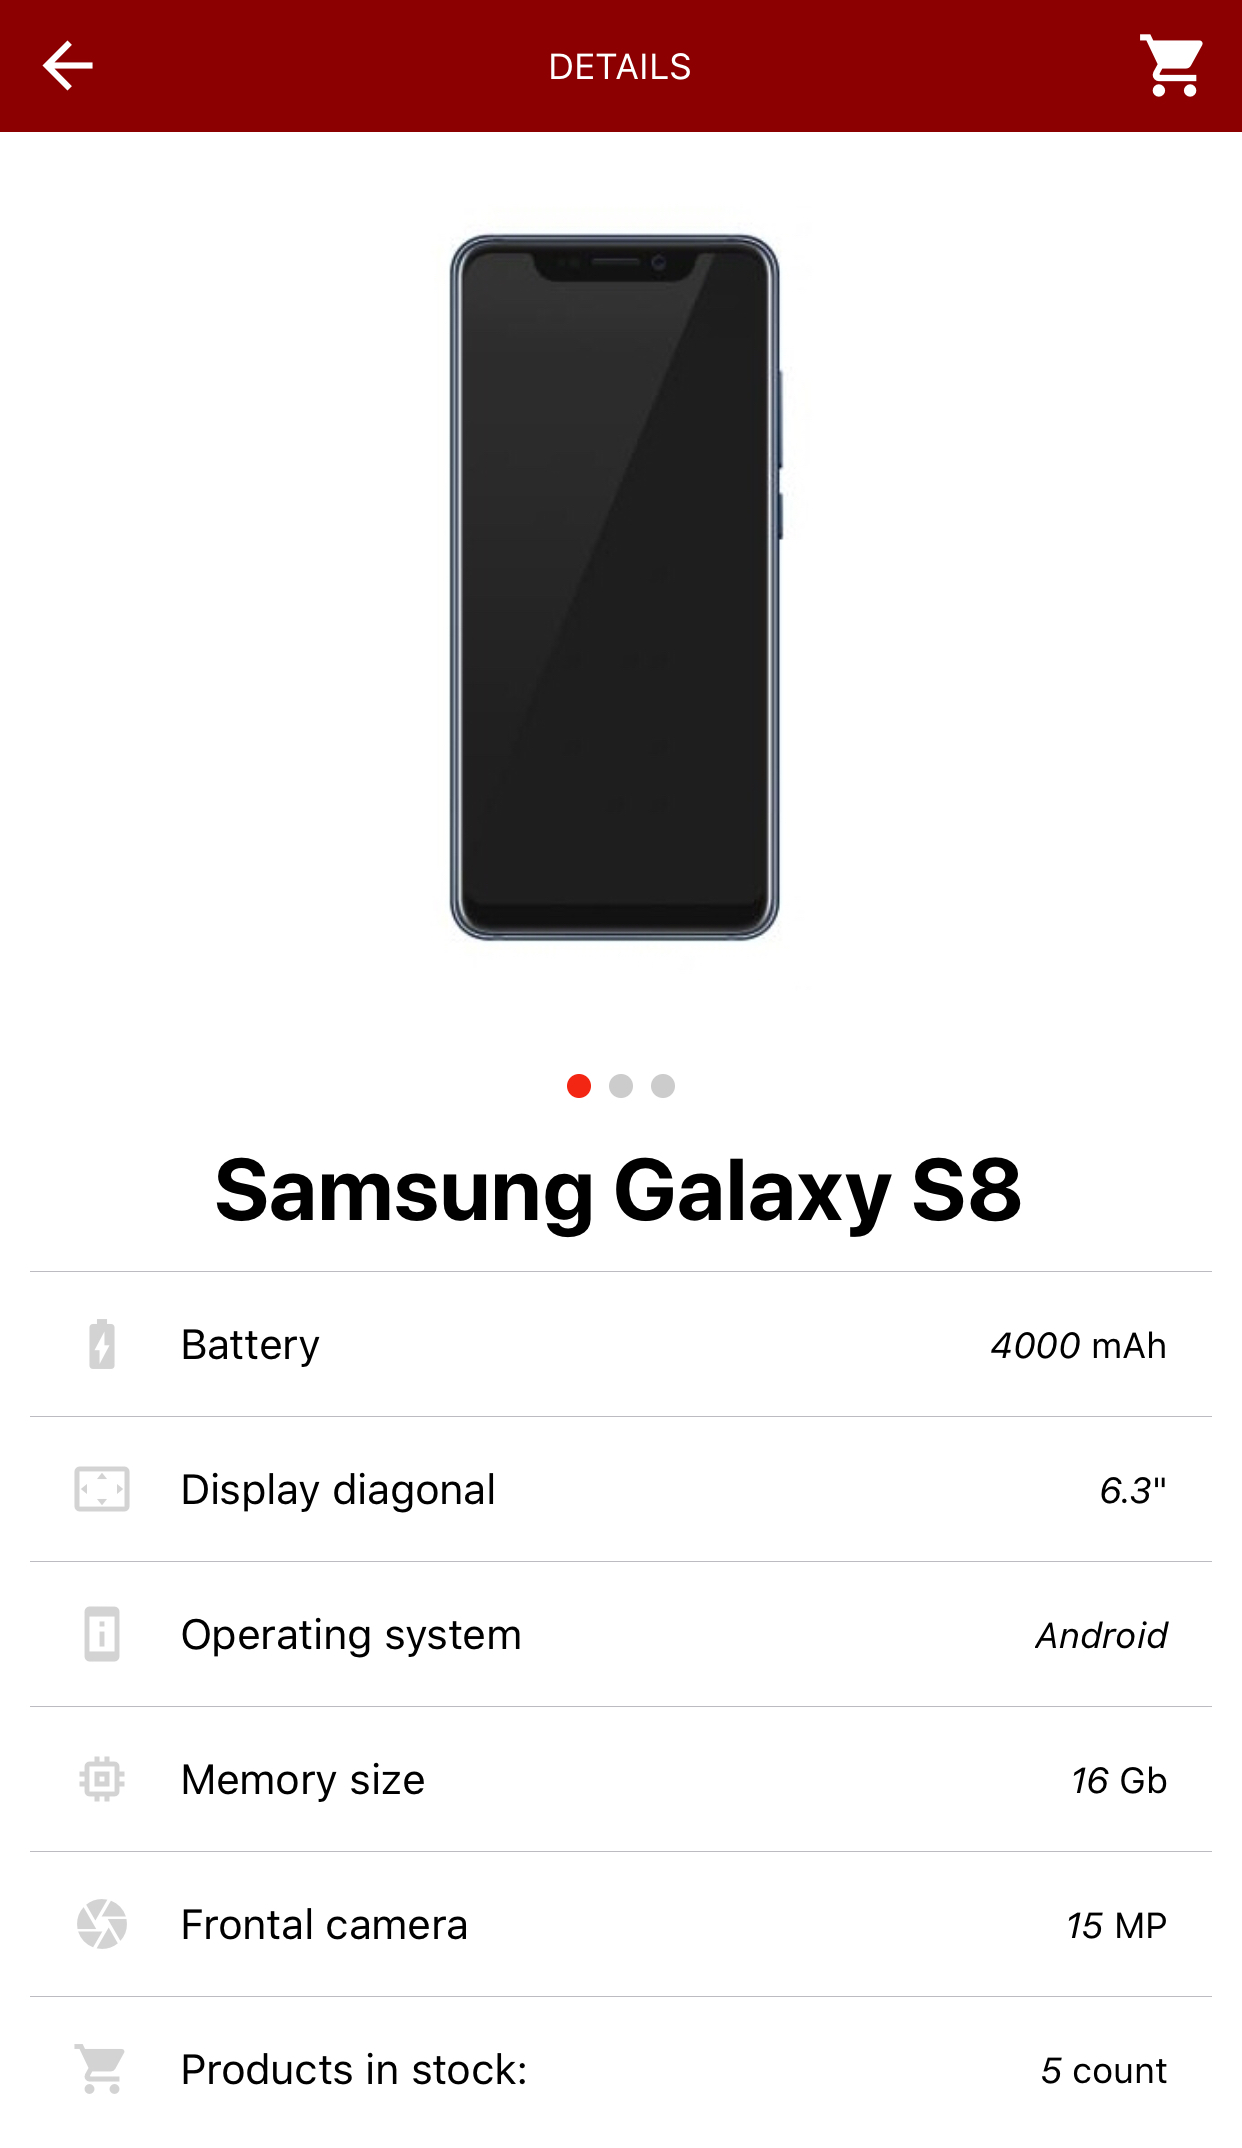 DETAILS
Samsung Galaxy S8
Battery 4000 mAh
Display diagonal 6.3"
Operating system Android
Memory size 16 Gb
Frontal camera 15 MP
Products in stock: 5 count